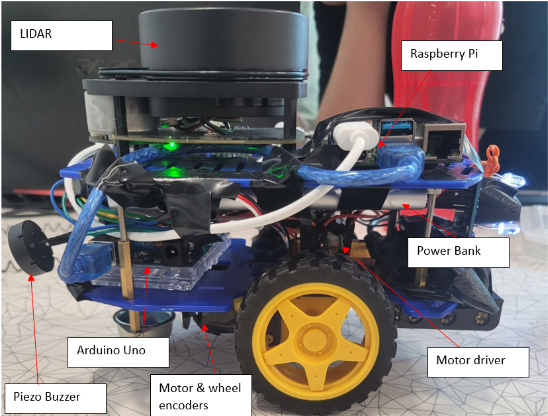 LIDAR
Raspberry Pi
Power Bank
Arduino Uno
Motor driver
Piezo Buzzer
Motor & wheel
encoders